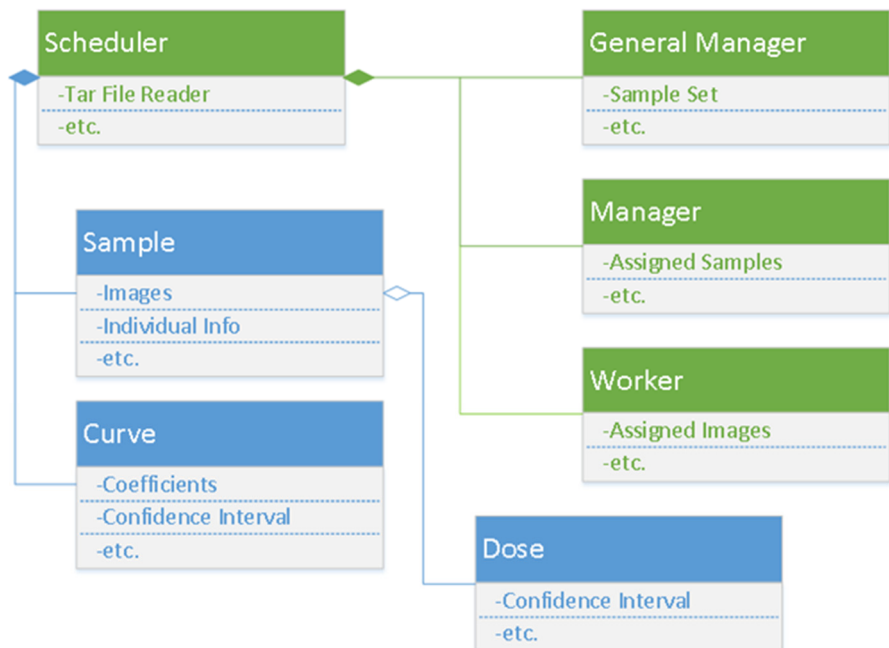 Scheduler
-Tar File Reader
-etc.
General Manager
-Sample Set
-etc.
Sample
-Images
-Individual Info
-etc.
Manager
-Assigned Samples
-etc.
Curve
-Coefficients
-Confidence Interval
-etc.
Worker
-Assigned Images
-etc.
Dose
-Confidence Interval
-etc.